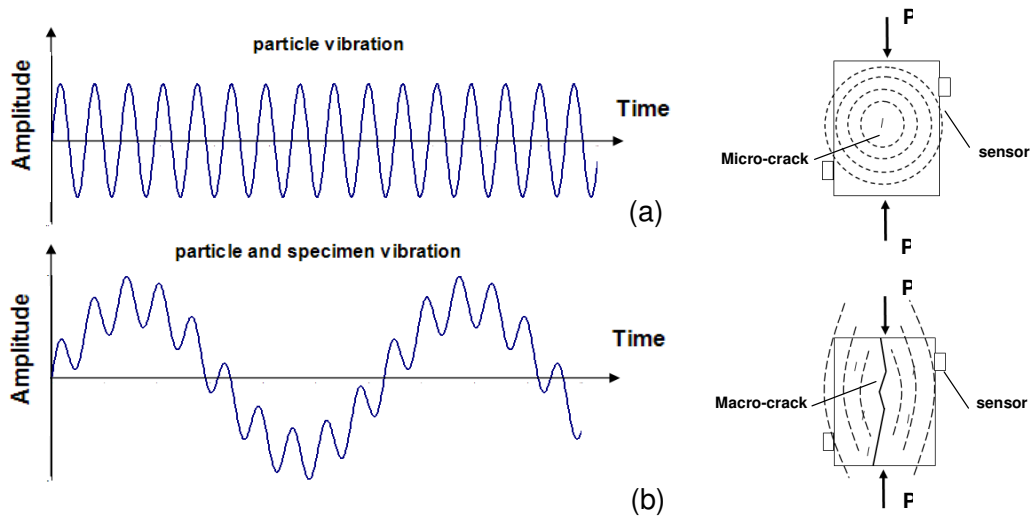 particle vibration
Amplitude
Time
(a)
P
Micro-crack
sensor
P
particle and specimen vibration
Amplitude
Time
(b)
P
Macro-crack
sensor
P